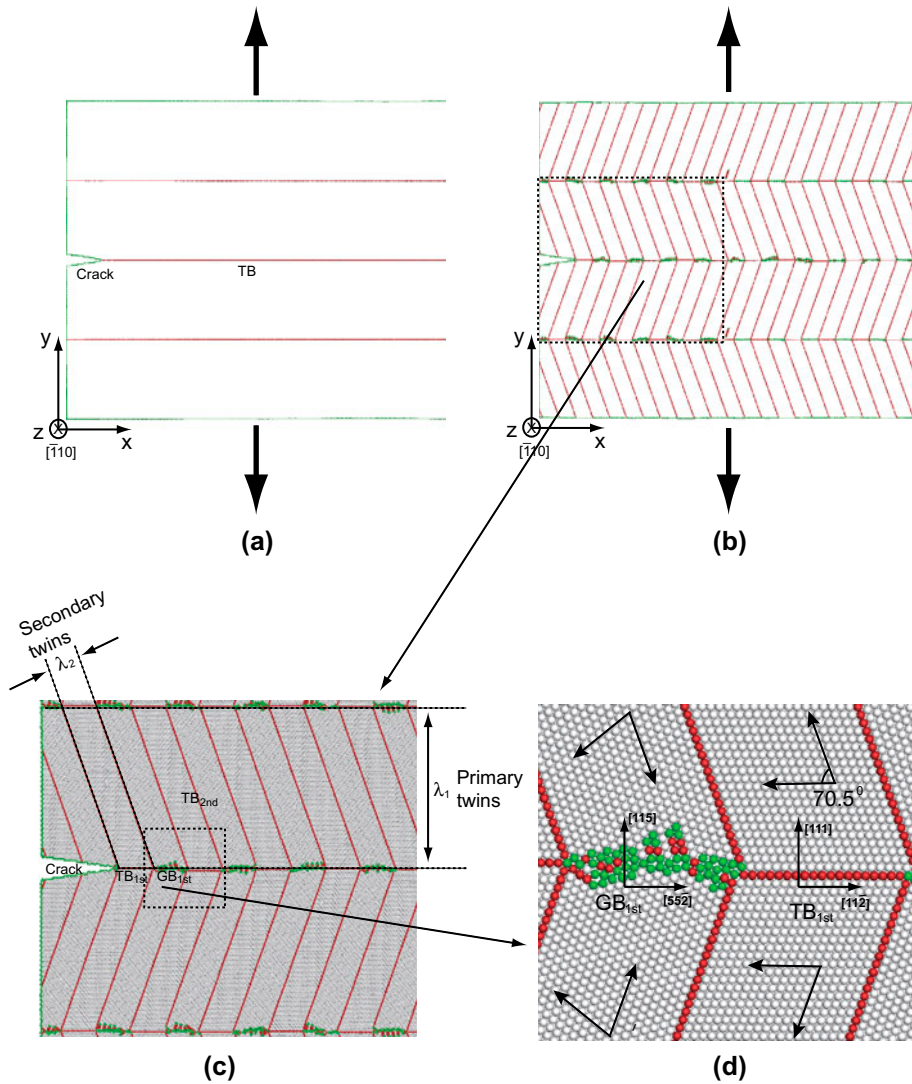 Crack
TB
y
z
x
[1̅10]
(a)
y
z
x
[1̅10]
(b)
Secondary
twins
λ2
TB2nd
λ1
Primary
twins
Crack
TB1st
GB1st
(c)
70.5⁰
[115]
[111]
GB1st
[552̅]
TB1st
[112̅]
(d)